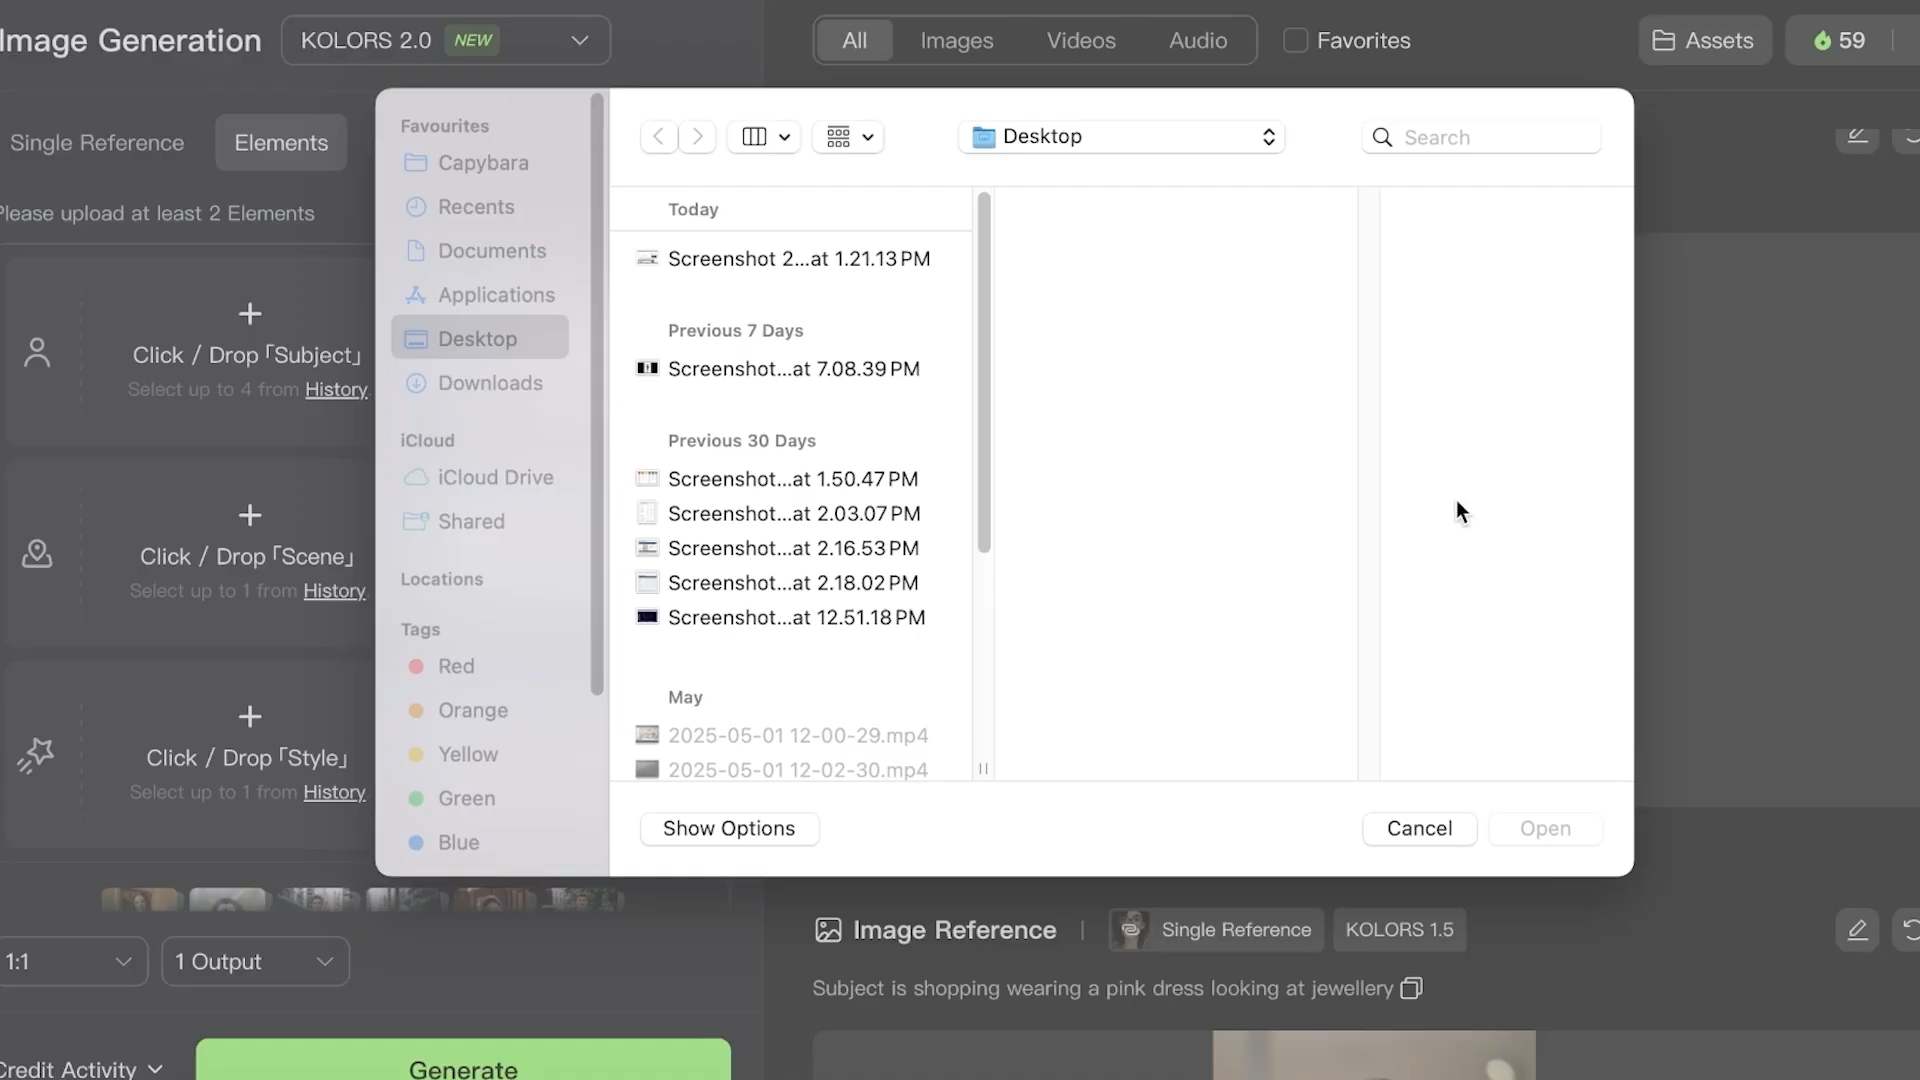 Image Generation
KOLORS 2.0 NEW
All Images Videos Audio
Favorites
Assets
59
Single Reference Elements
Please upload at least 2 Elements
Click / Drop「Subject」
Select up to 4 from History
Click / Drop「Scene」
Select up to 1 from History
Click / Drop「Style」
Select up to 1 from History
1:1
1 Output
Credit Activity
Generate
Favourites
Capybara
Recents
Documents
Applications
Desktop
Downloads
iCloud
iCloud Drive
Shared
Locations
Tags
Red
Orange
Yellow
Green
Blue
Desktop
Search
Today
Screenshot 2...at 1.21.13 PM
Previous 7 Days
Screenshot...at 7.08.39 PM
Previous 30 Days
Screenshot...at 1.50.47 PM
Screenshot...at 2.03.07 PM
Screenshot...at 2.16.53 PM
Screenshot...at 2.18.02 PM
Screenshot...at 12.51.18 PM
May
2025-05-01 12-00-29.mp4
2025-05-01 12-02-30.mp4
Show Options
Cancel
Open
Image Reference | Single Reference KOLORS 1.5
Subject is shopping wearing a pink dress looking at jewellery